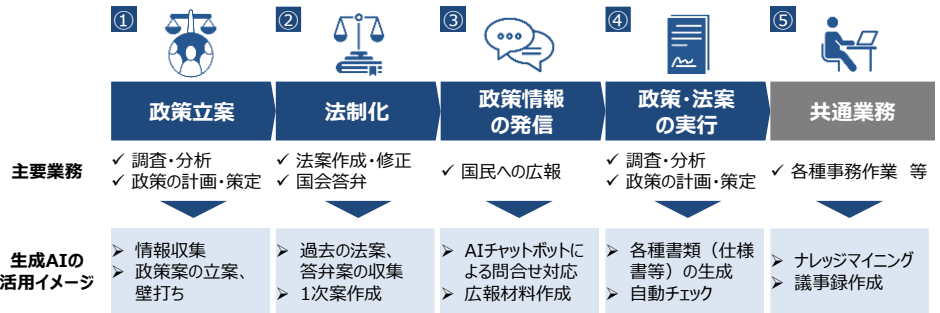 ① ② ③ ④ ⑤
政策立案
法制化
政策情報
の発信
政策・法案
の実行
共通業務
主要業務
✓ 調査・分析
✓ 政策の計画・策定
✓ 法案作成・修正
✓ 国会答弁
✓ 国民への広報
✓ 調査・分析
✓ 政策の計画・策定
✓ 各種事務作業 等
生成AIの
活用イメージ
➢ 情報収集
➢ 政策案の立案、
壁打ち
➢ 過去の法案、
答弁案の収集
➢ 1次案作成
➢ AIチャットボットに
よる問合せ対応
➢ 広報材料作成
➢ 各種書類（仕様
書等）の生成
➢ 自動チェック
➢ ナレッジマイニング
➢ 議事録作成